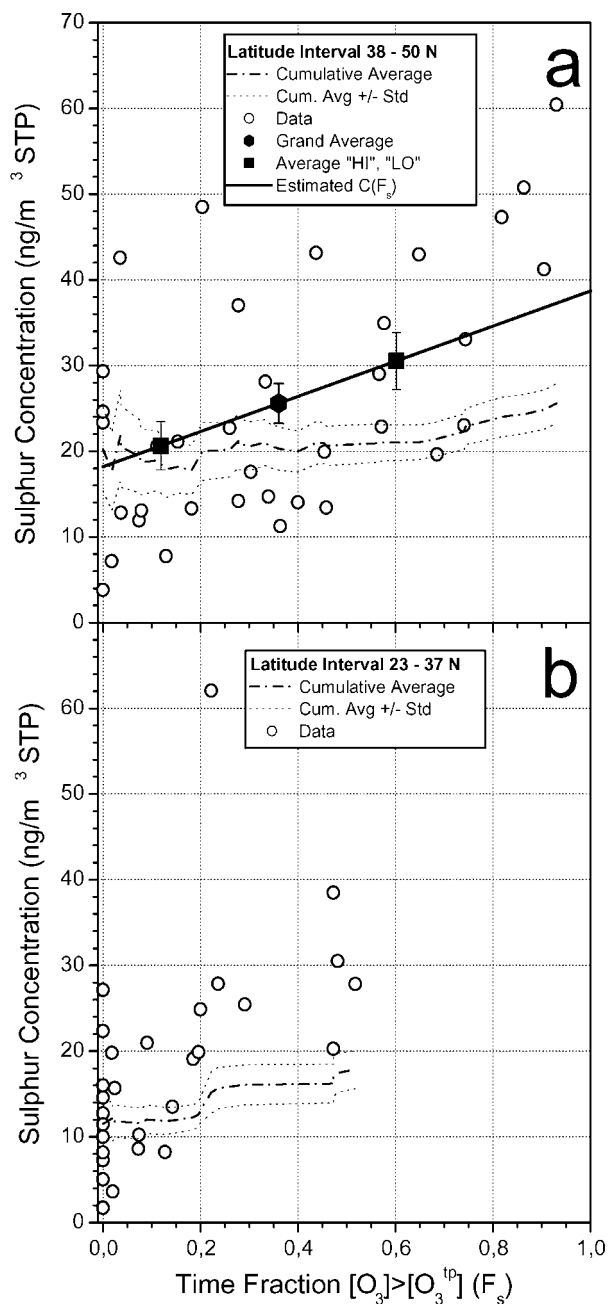 70
60
50
40
30
20
10
0
Sulphur Concentration (ng/m ³ STP)
a
Latitude Interval 38 - 50 N
Cumulative Average
Cum. Avg +/- Std
Data
Grand Average
Average "HI", "LO"
Estimated C(Fₛ)
60
50
40
30
20
10
0
Sulphur Concentration (ng/m ³ STP)
b
Latitude Interval 23 - 37 N
Cumulative Average
Cum. Avg +/- Std
Data
0,0 0,2 0,4 0,6 0,8 1,0
Time Fraction [O₃]>[O₃ᵗᵖ] (Fₛ)